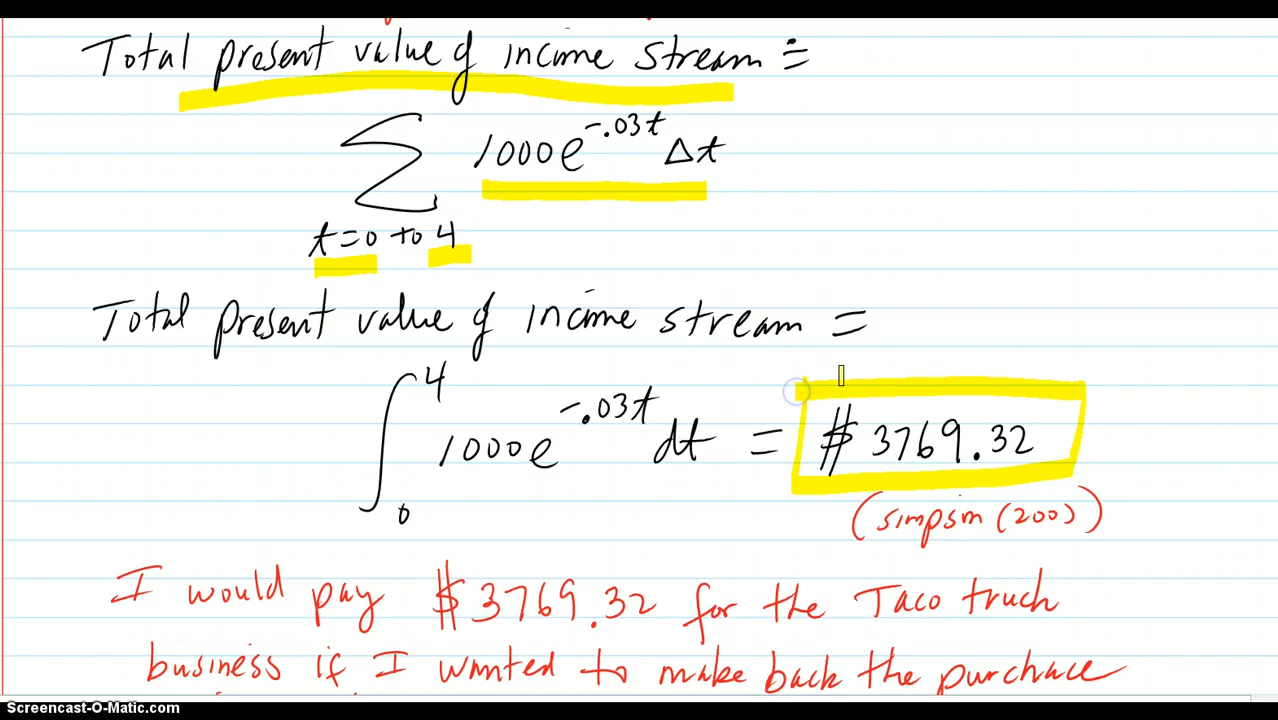 Total present value of income stream ≐
∑ 1000e^-.03t Δt
t=0 to 4
Total present value of income stream =
∫ 4 0 1000e^-.03t dt = $3769.32
(simpson (200))
I would pay $3769.32 for the Taco truck
business if I wanted to make back the purchace
Screencast-O-Matic.com